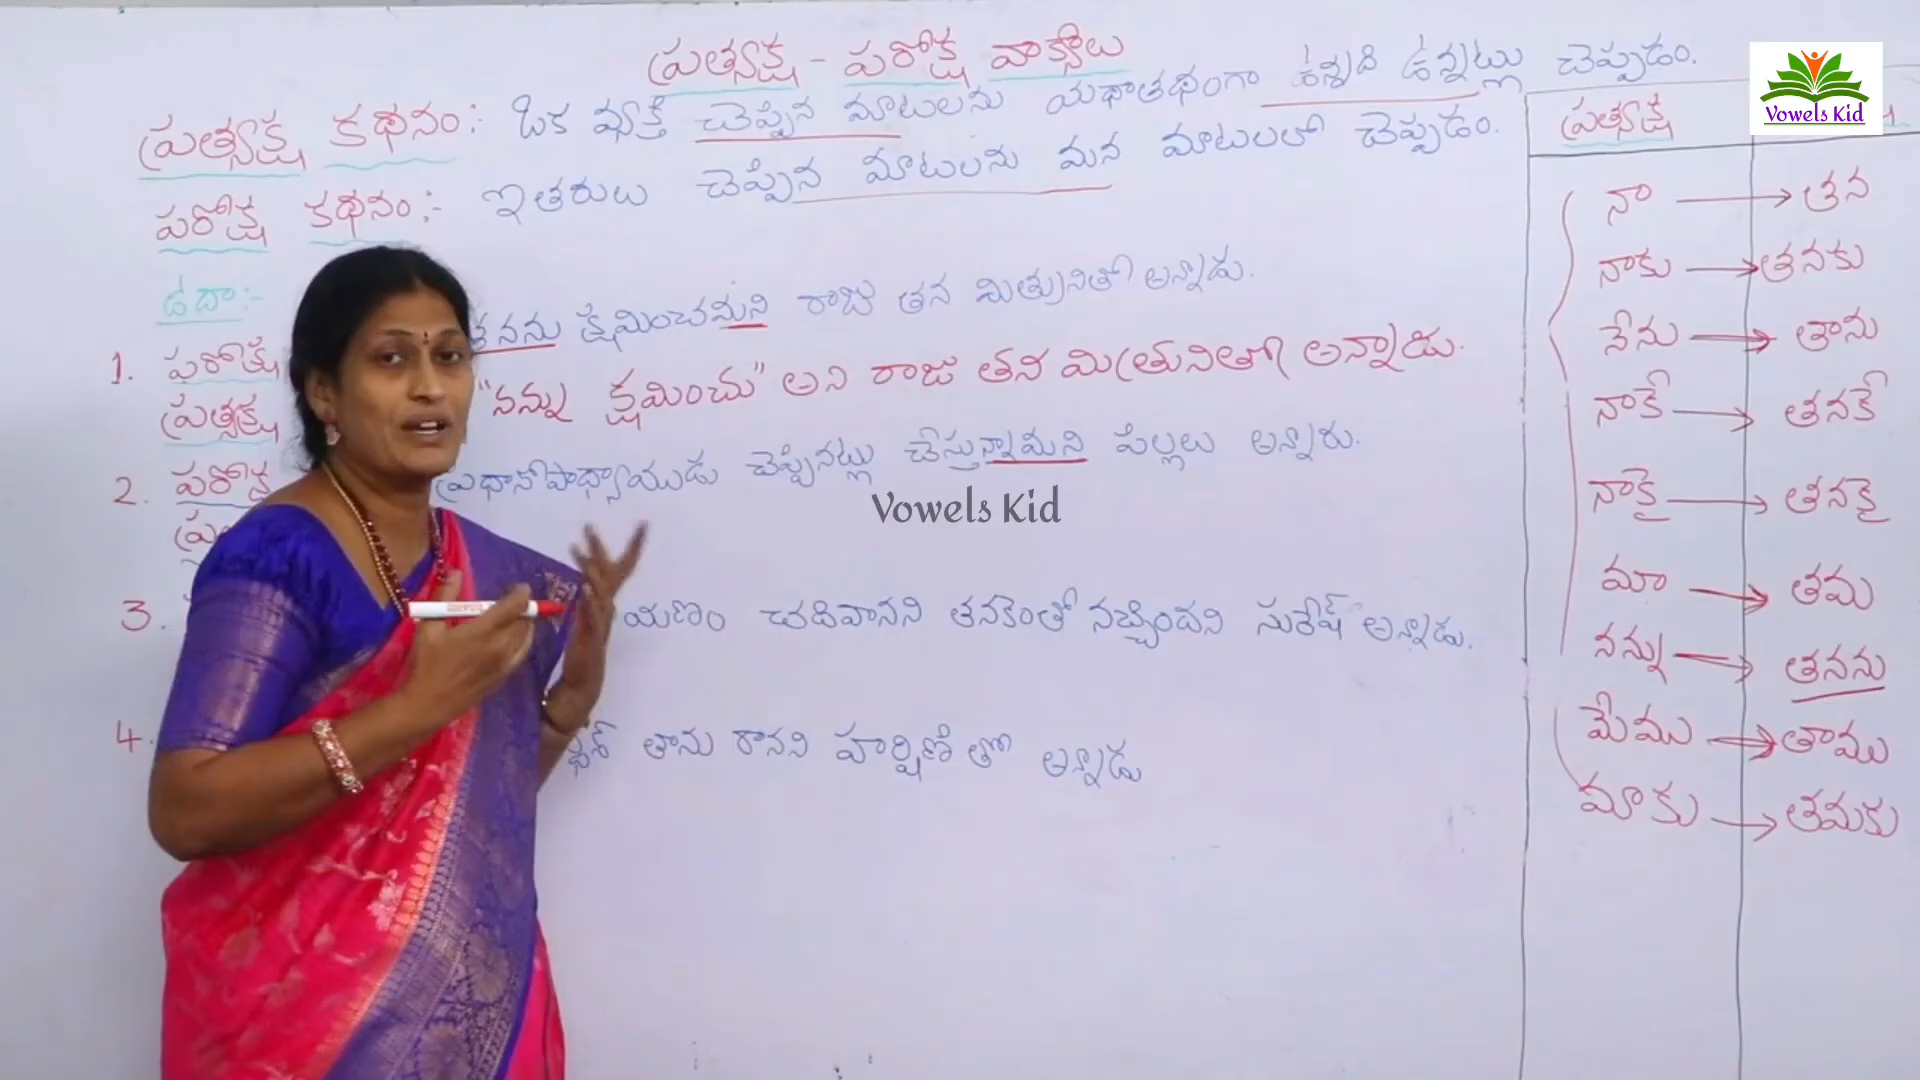 ప్రత్యక్ష - పరోక్ష వాక్యాలు
ప్రత్యక్ష కథనం:- ఒక వ్యక్తి చెప్పిన మాటలను యథాతథంగా ఉన్నది ఉన్నట్లు చెప్పడం.
పరోక్ష కథనం:- ఇతరులు చెప్పిన మాటలను మన మాటలలో చెప్పడం.
ఉదా:-
1. పరోక్ష తనను క్షమించమని రాజు తన మిత్రునితో అన్నాడు.
ప్రత్యక్ష "నన్ను క్షమించు" అని రాజు తన మిత్రునితో అన్నాడు.
2. పరోక్ష ప్రధానోపాధ్యాయుడు చెప్పినట్లు చేస్తున్నామని పిల్లలు అన్నారు.
3. చదివానని తనకెంతో నచ్చిందని సురేష్ అన్నాడు.
4. తాను రానని హర్షిణి తో అన్నాడు
ప్రత్యక్ష
నా → తన
నాకు → తనకు
నేను → తాను
నాకే → తనకే
నాకై → తనకై
మా → తమ
నన్ను → తనను
మేము → తాము
మాకు → తమకు
Vowels Kid
Vowels Kid